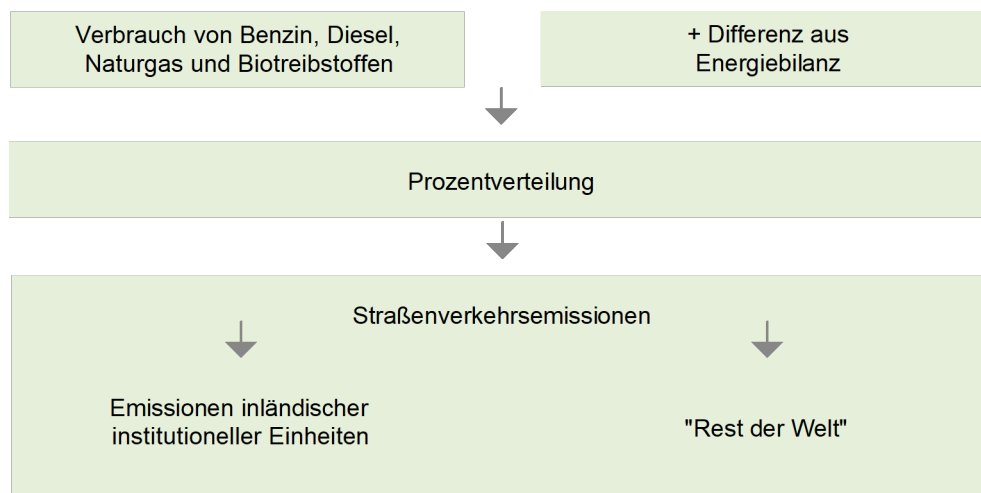 Verbrauch von Benzin, Diesel,
Naturgas und Biotreibstoffen
+ Differenz aus
Energiebilanz
Prozentverteilung
Straßenverkehrsemissionen
Emissionen inländischer
institutioneller Einheiten
"Rest der Welt"